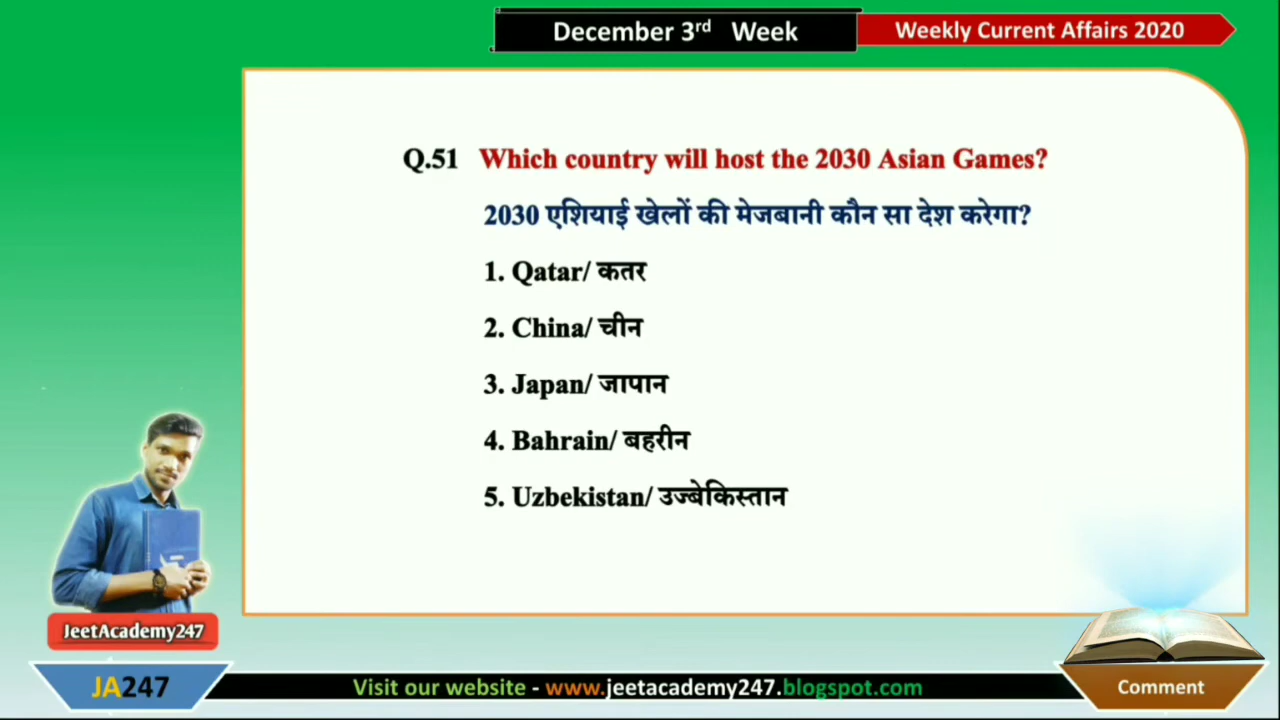 December 3rd Week
Weekly Current Affairs 2020
Q.51 Which country will host the 2030 Asian Games?
2030 एशियाई खेलों की मेजबानी कौन सा देश करेगा?
1. Qatar/ कतर
2. China/ चीन
3. Japan/ जापान
4. Bahrain/ बहरीन
5. Uzbekistan/ उज्बेकिस्तान
JeetAcademy247
JA247
Visit our website - www.jeetacademy247.blogspot.com
Comment